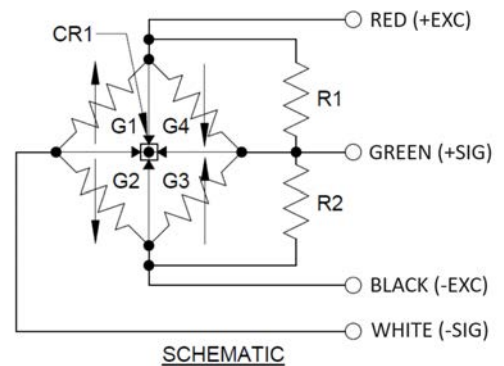 RED (+EXC)
CR1
R1
G1 G4
GREEN (+SIG)
G2 G3
R2
BLACK (-EXC)
WHITE (-SIG)
SCHEMATIC